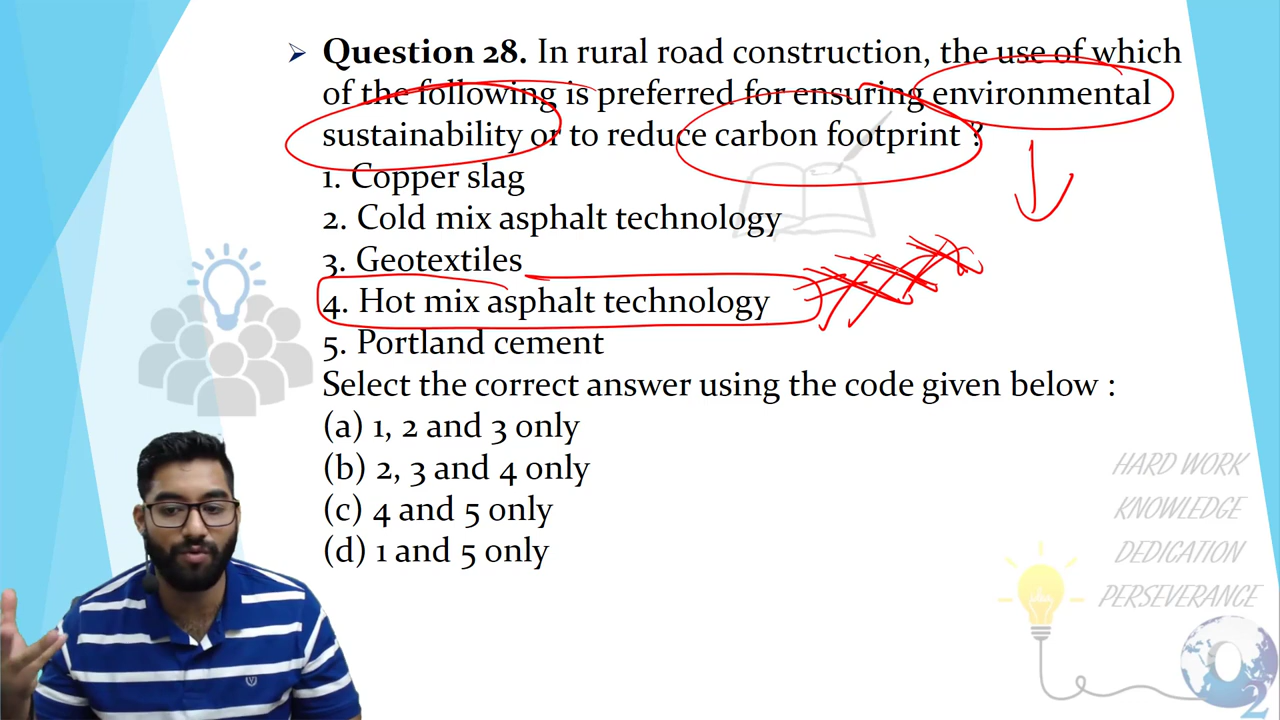 ➢ Question 28. In rural road construction, the use of which
of the following is preferred for ensuring environmental
sustainability or to reduce carbon footprint ?
1. Copper slag
2. Cold mix asphalt technology
3. Geotextiles
4. Hot mix asphalt technology
5. Portland cement
Select the correct answer using the code given below :
(a) 1, 2 and 3 only
(b) 2, 3 and 4 only
(c) 4 and 5 only
(d) 1 and 5 only
HARD WORK
KNOWLEDGE
DEDICATION
PERSEVERANCE
idea
O2